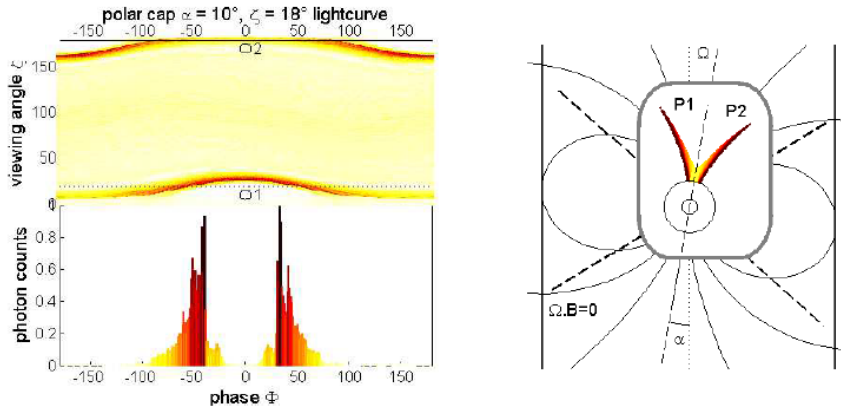 polar cap α = 10°, ζ = 18° lightcurve
-150 -100 -50 0 50 100 150
O2
150
100
50
0
viewing angle ζ
O1
1
0.8
0.6
0.4
0.2
0
photon counts
-150 -100 -50 0 50 100 150
phase Φ
Ω
P1 P2
Ω.B=0
α